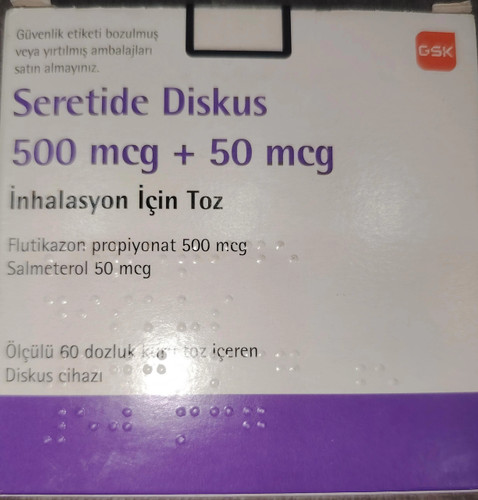 Güvenlik etiketi bozulmuş
veya yırtılmış ambalajları
satın almayınız.
GSK
Seretide Diskus
500 mcg + 50 mcg
İnhalasyon İçin Toz
Flutikazon propiyonat 500 mcg
Salmeterol 50 mcg
Ölçülü 60 dozluk kuru toz içeren
Diskus cihazı